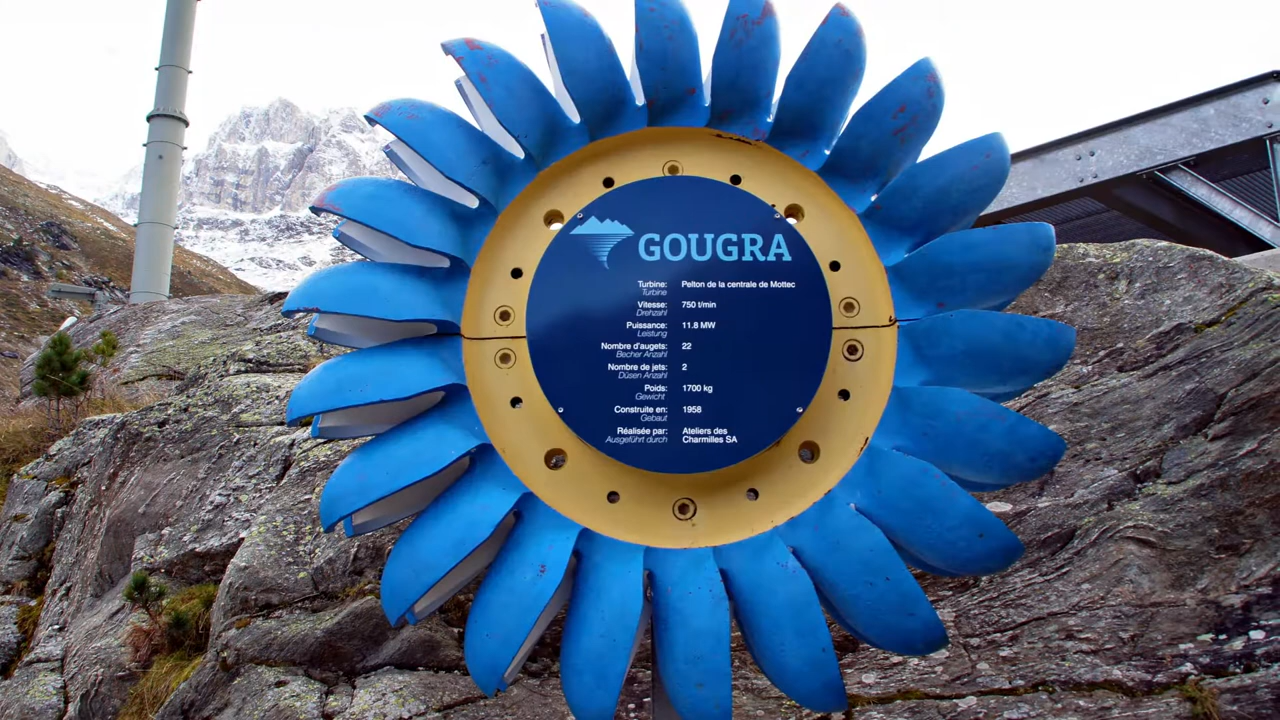 GOUGRA
Turbine: Pelton de la centrale de Mottec
Turbine
Vitesse: 750 t/min
Drehzahl
Puissance: 11.8 MW
Leistung
Nombre d'augets: 22
Becher Anzahl
Nombre de jets: 2
Düsen Anzahl
Poids: 1700 kg
Gewicht
Construite en: 1958
Gebaut
Réalisée par: Ateliers des
Ausgeführt durch Charmilles SA